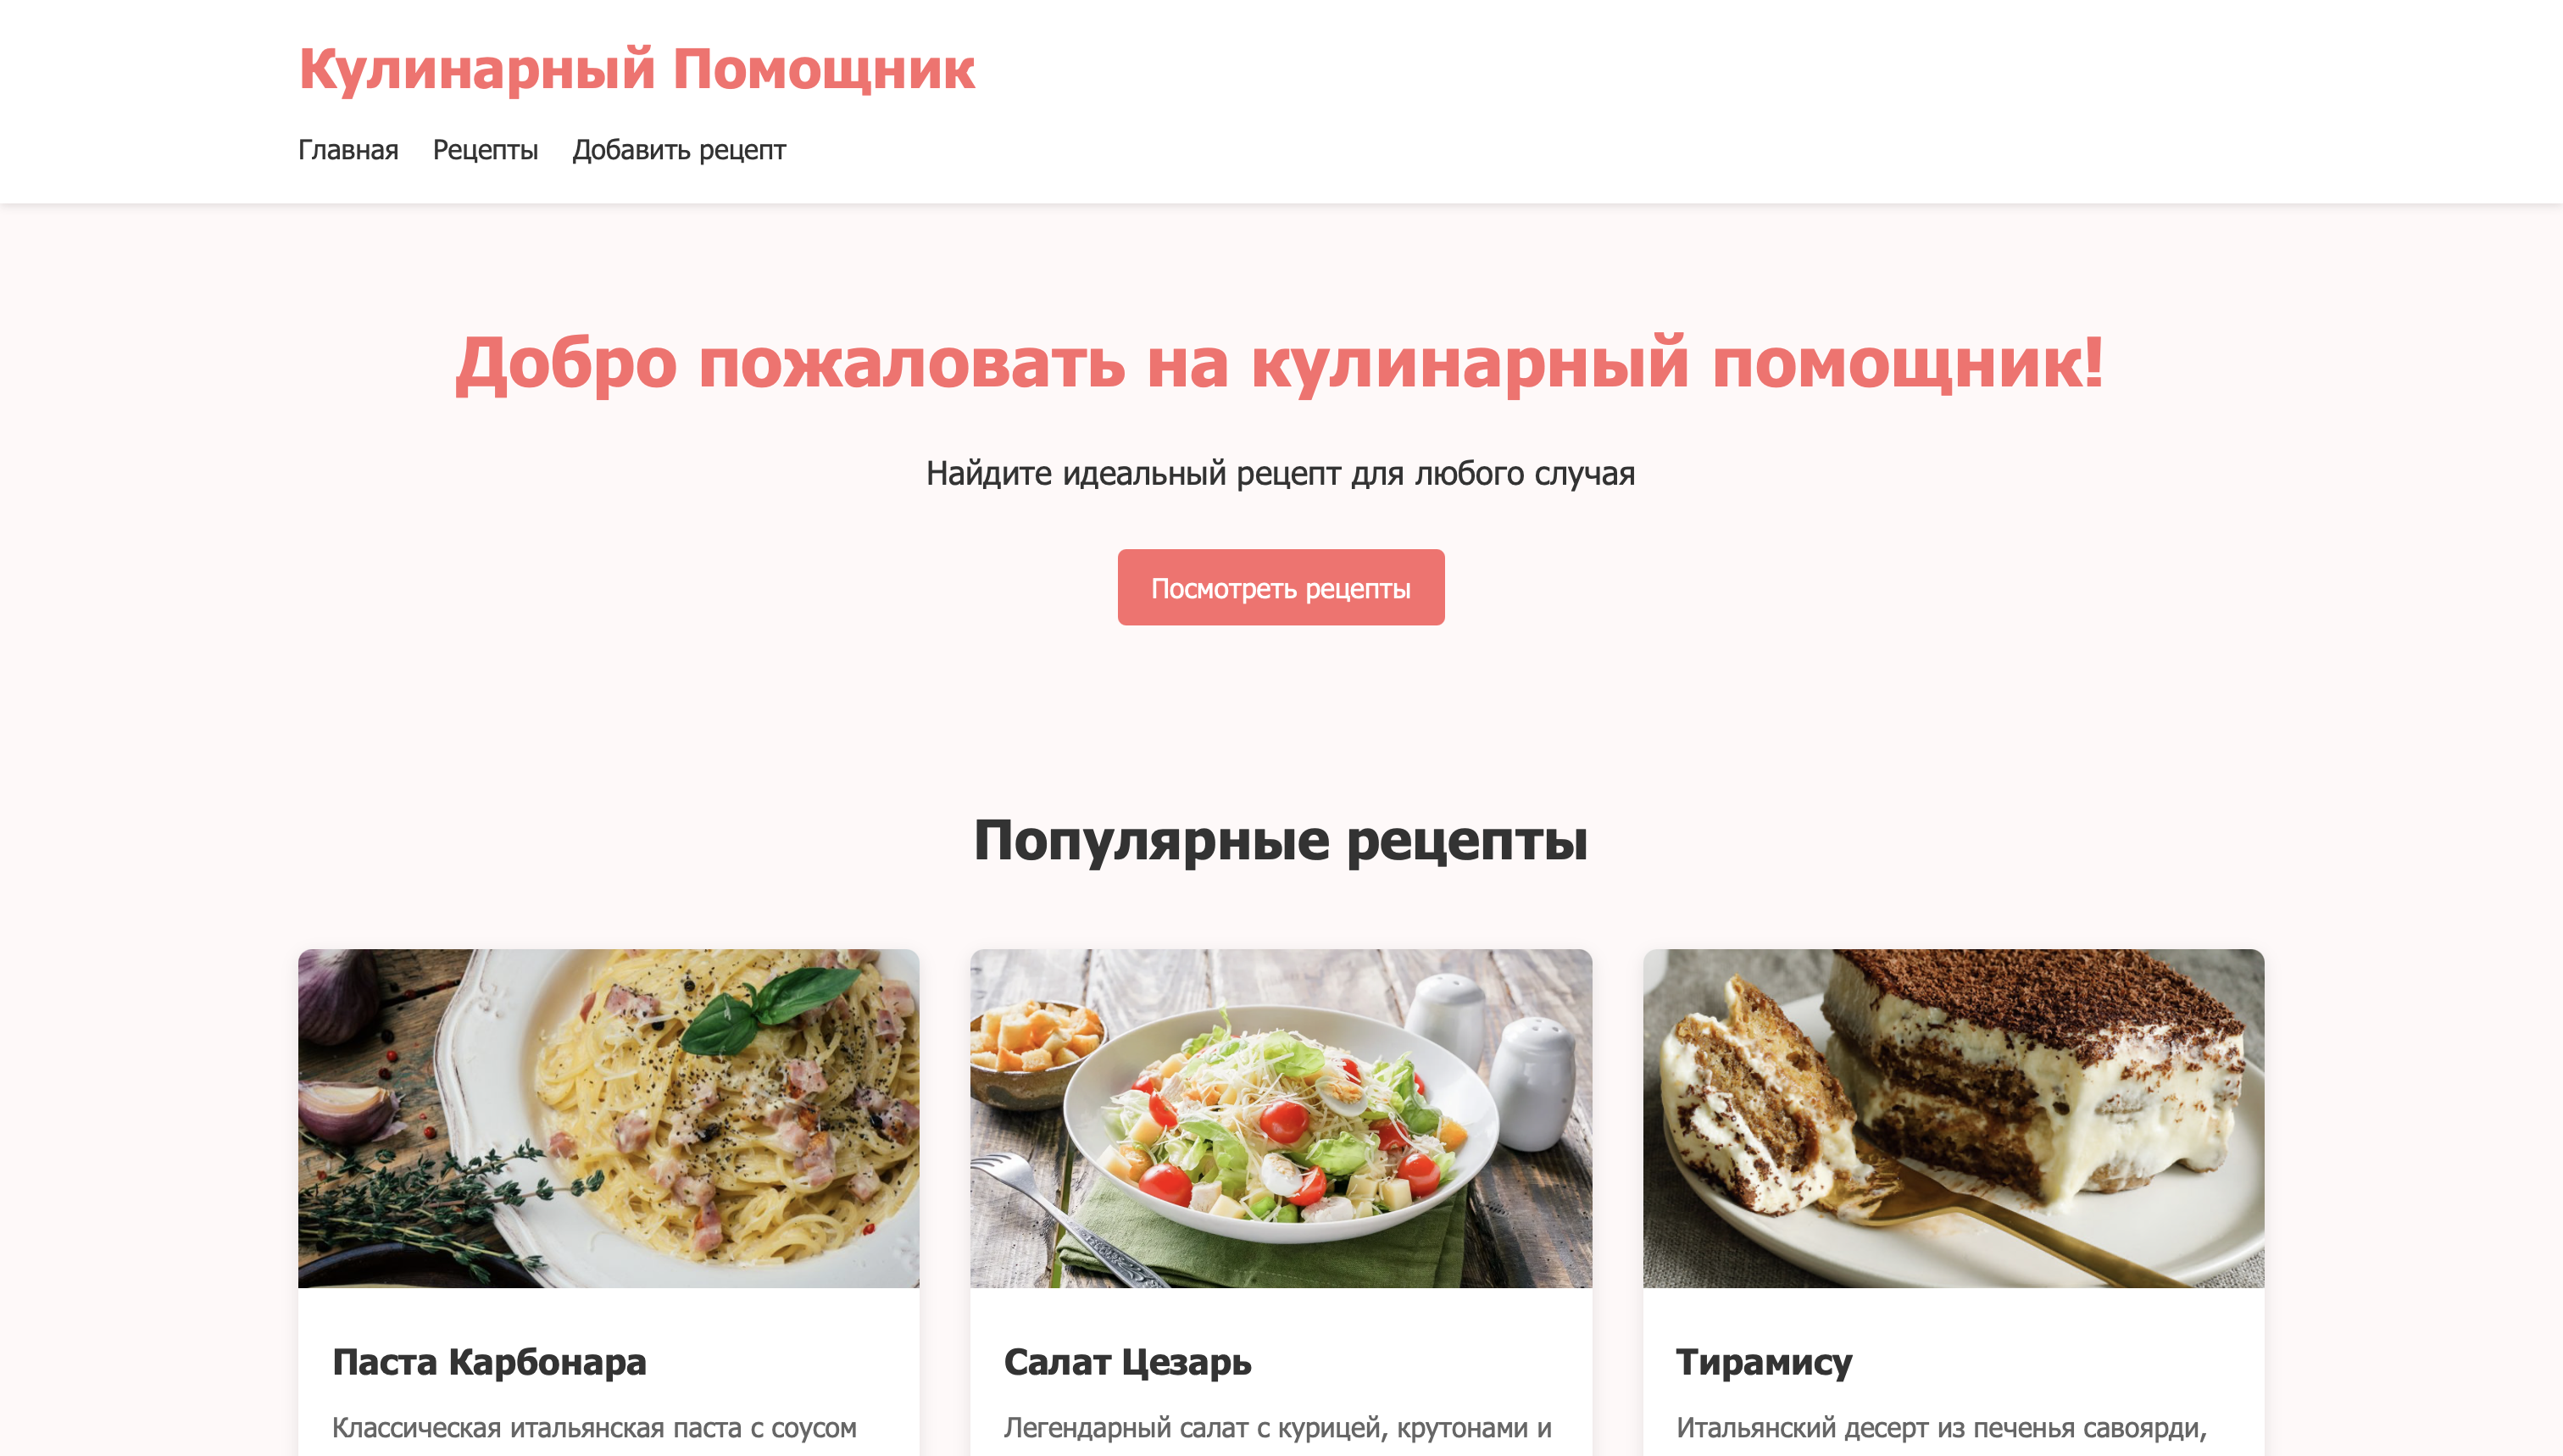 Кулинарный Помощник
Главная Рецепты Добавить рецепт
Добро пожаловать на кулинарный помощник!
Найдите идеальный рецепт для любого случая
Посмотреть рецепты
Популярные рецепты
Паста Карбонара
Классическая итальянская паста с соусом
Салат Цезарь
Легендарный салат с курицей, крутонами и
Тирамису
Итальянский десерт из печенья савоярди,